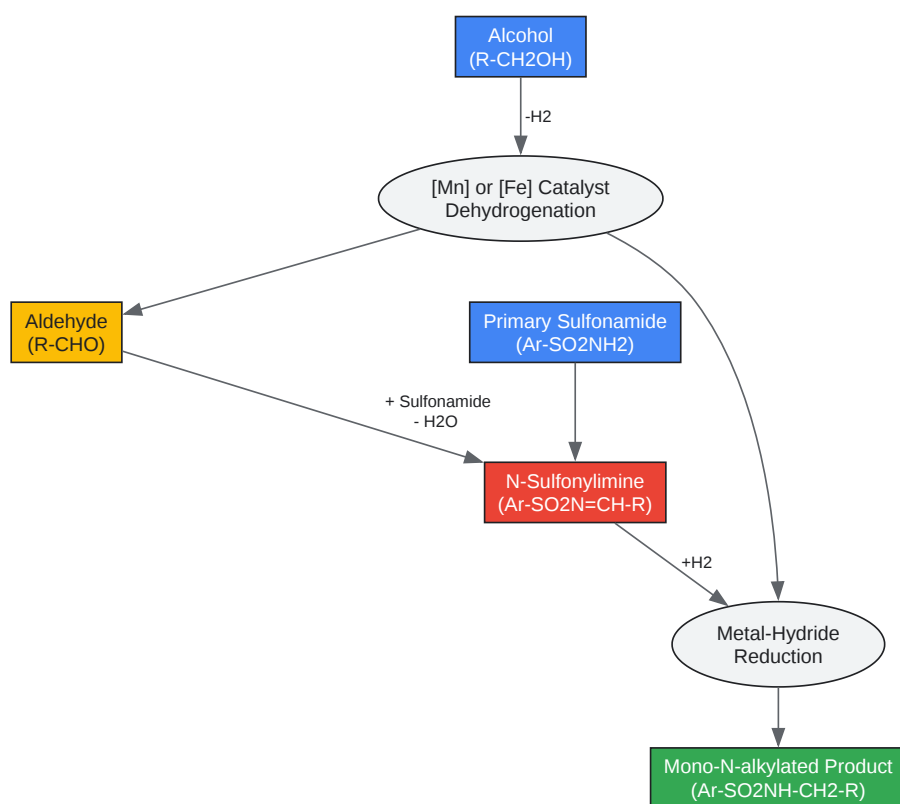 Alcohol
(R-CH2OH)
-H2
[Mn] or [Fe] Catalyst
Dehydrogenation
Aldehyde
(R-CHO)
Primary Sulfonamide
(Ar-SO2NH2)
+ Sulfonamide
- H2O
N-Sulfonylimine
(Ar-SO2N=CH-R)
+H2
Metal-Hydride
Reduction
Mono-N-alkylated Product
(Ar-SO2NH-CH2-R)